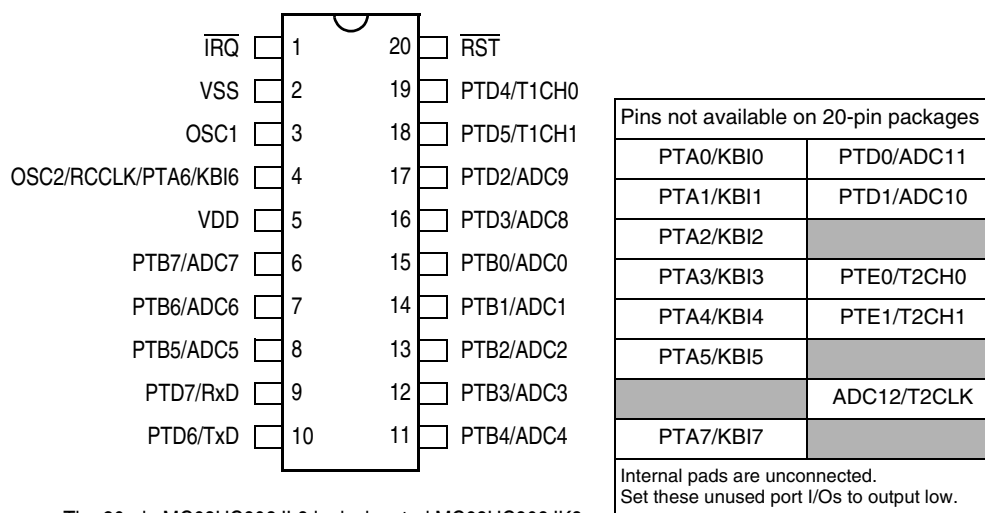 IRQ 1 20 RST
VSS 2 19 PTD4/T1CH0
OSC1 3 18 PTD5/T1CH1
OSC2/RCCLK/PTA6/KBI6 4 17 PTD2/ADC9
VDD 5 16 PTD3/ADC8
PTB7/ADC7 6 15 PTB0/ADC0
PTB6/ADC6 7 14 PTB1/ADC1
PTB5/ADC5 8 13 PTB2/ADC2
PTD7/RxD 9 12 PTB3/ADC3
PTD6/TxD 10 11 PTB4/ADC4
Pins not available on 20-pin packages
PTA0/KBI0 PTD0/ADC11
PTA1/KBI1 PTD1/ADC10
PTA2/KBI2
PTA3/KBI3 PTE0/T2CH0
PTA4/KBI4 PTE1/T2CH1
PTA5/KBI5
ADC12/T2CLK
PTA7/KBI7
Internal pads are unconnected.
Set these unused port I/Os to output low.